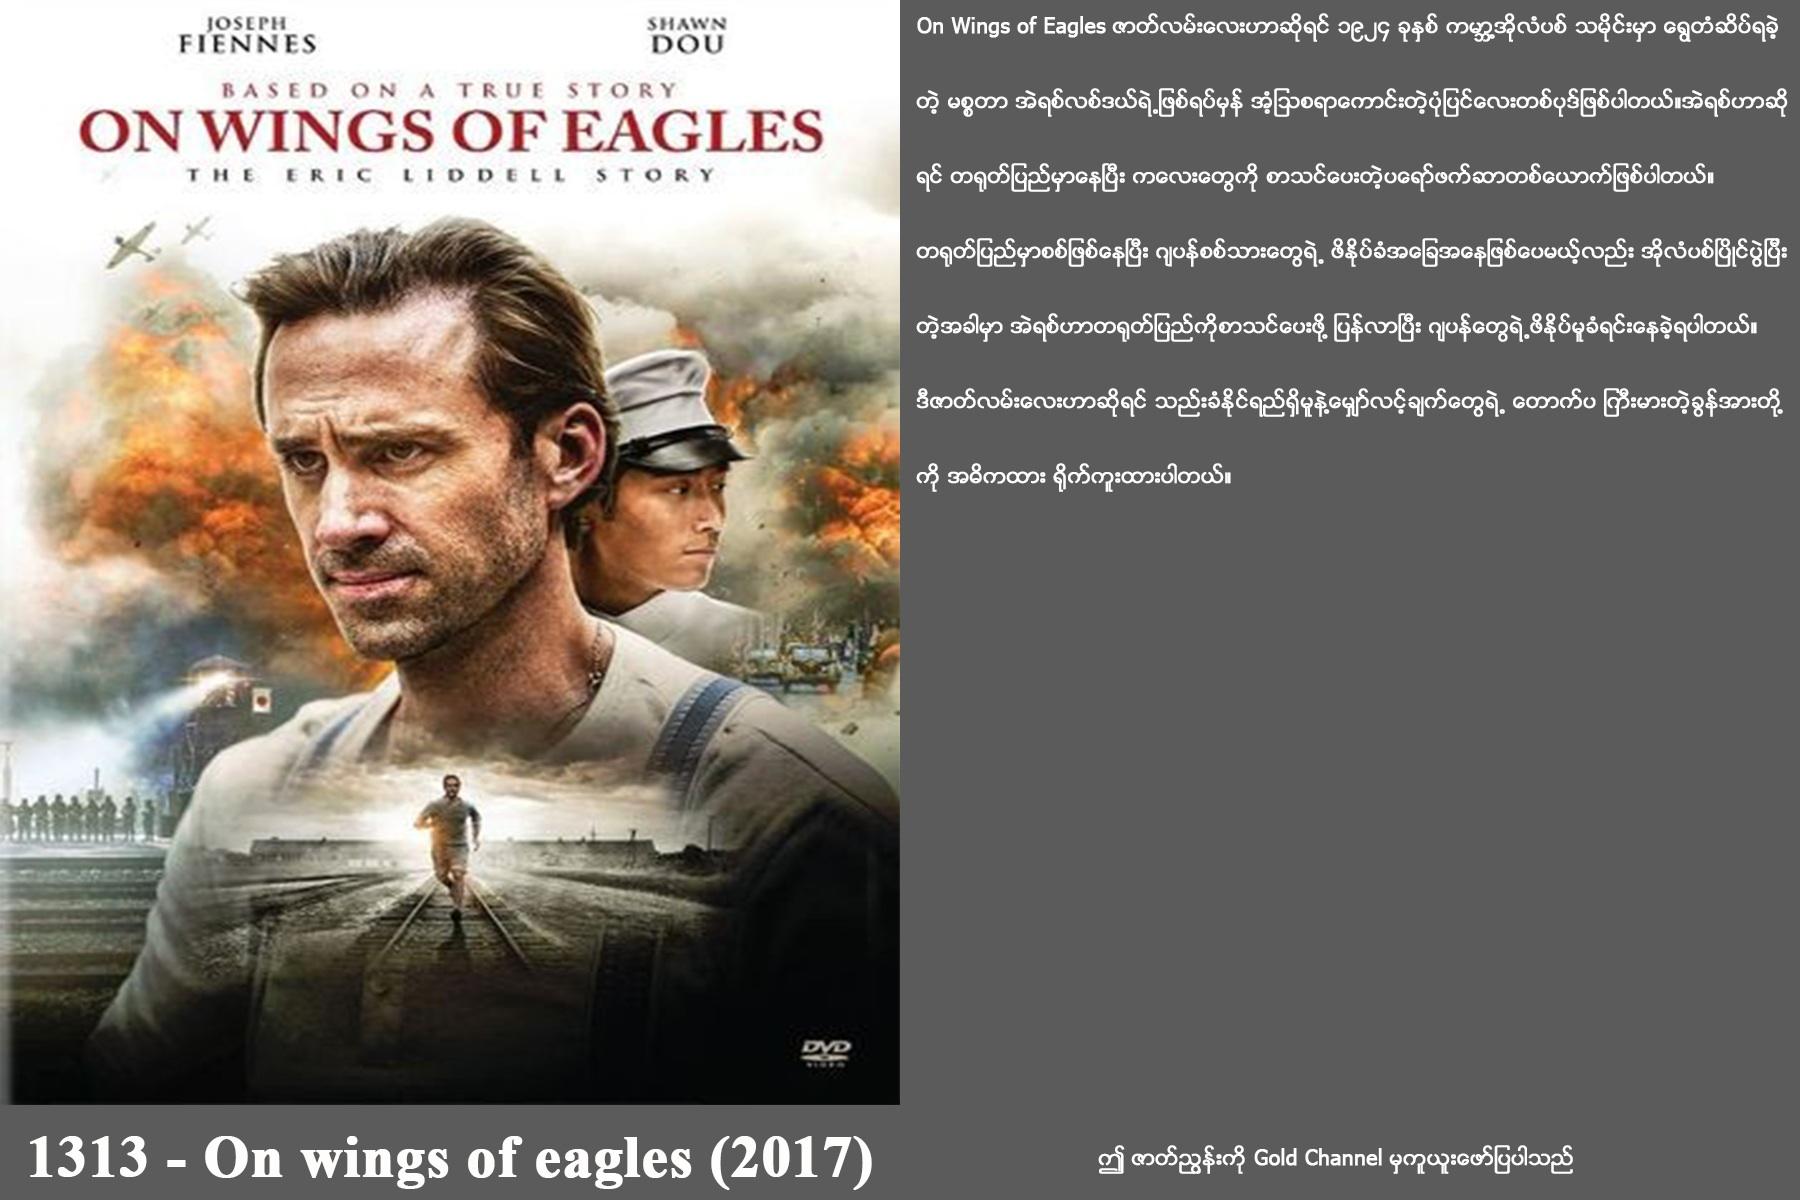 JOSEPH
FIENNES
SHAWN
DOU
BASED ON A TRUE STORY
ON WINGS OF EAGLES
THE ERIC LIDDELL STORY
DVD
VIDEO
1313 - On wings of eagles (2017)
On Wings of Eagles ဇာတ်လမ်းလေးဟာဆိုရင် ၁၉၂၄ ခုနှစ် ကမ္ဘာ့အိုလံပစ် သမိုင်းမှာ ရွှေတံဆိပ်ရခဲ့
တဲ့ မစ္စတာ အဲရစ်လစ်ဒယ်ရဲ့ဖြစ်ရပ်မှန် အံ့ဩစရာကောင်းတဲ့ပုံပြင်လေးတစ်ပုဒ်ဖြစ်ပါတယ်။အဲရစ်ဟာဆို
ရင် တရုတ်ပြည်မှာနေပြီး ကလေးတွေကို စာသင်ပေးတဲ့ပရော်ဖက်ဆာတစ်ယောက်ဖြစ်ပါတယ်။
တရုတ်ပြည်မှာစစ်ဖြစ်နေပြီး ဂျပန်စစ်သားတွေရဲ့ ဖိနှိပ်ခံအခြေအနေဖြစ်ပေမယ့်လည်း အိုလံပစ်ပြိုင်ပွဲပြီး
တဲ့အခါမှာ အဲရစ်ဟာတရုတ်ပြည်ကိုစာသင်ပေးဖို့ ပြန်လာပြီး ဂျပန်တွေရဲ့ဖိနှိပ်မှုခံရင်းနေခဲ့ရပါတယ်။
ဒီဇာတ်လမ်းလေးဟာဆိုရင် သည်းခံနိုင်ရည်ရှိမှုနဲ့မျှော်လင့်ချက်တွေရဲ့ တောက်ပ ကြီးမားတဲ့ခွန်အားတို့
ကို အဓိကထား ရိုက်ကူးထားပါတယ်။
ဤ ဇာတ်ညွှန်းကို Gold Channel မှကူယူးဖော်ပြပါသည်